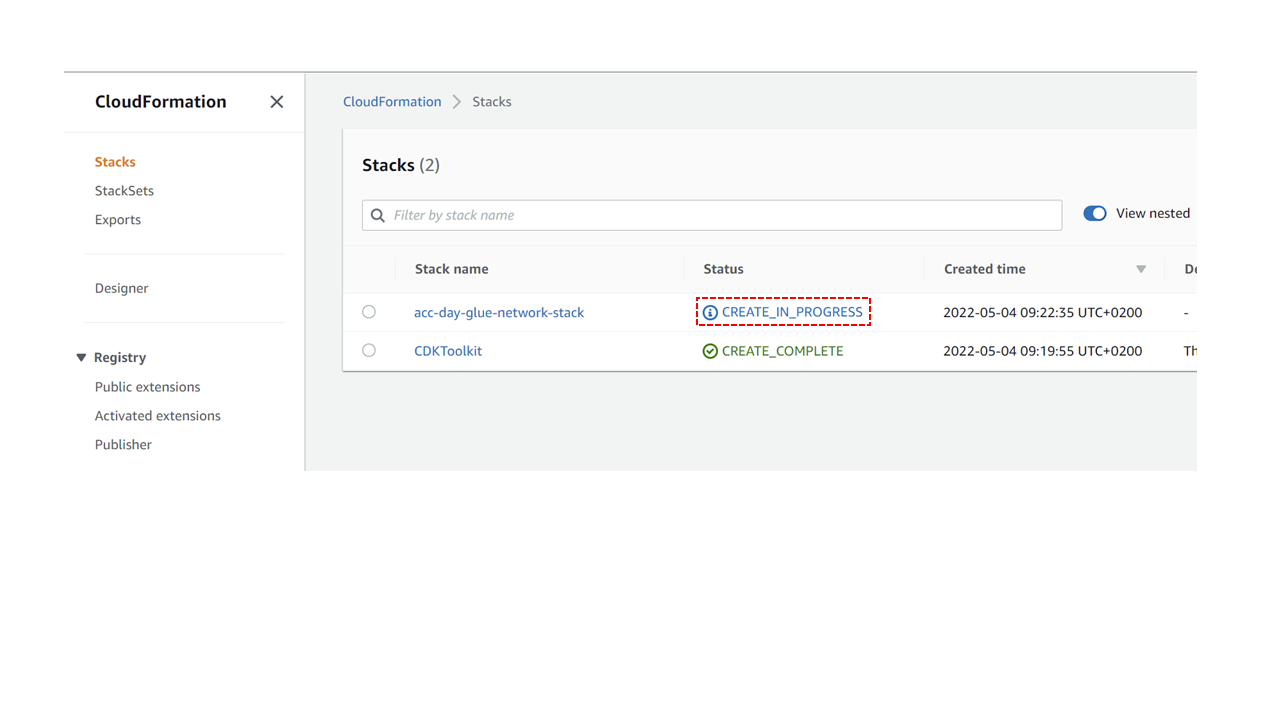 CloudFormation
Stacks
StackSets
Exports
Designer
Registry
Public extensions
Activated extensions
Publisher
CloudFormation Stacks
Stacks (2)
Filter by stack name
View nested
Stack name Status Created time De
acc-day-glue-network-stack CREATE_IN_PROGRESS 2022-05-04 09:22:35 UTC+0200 -
CDKToolkit CREATE_COMPLETE 2022-05-04 09:19:55 UTC+0200 Th